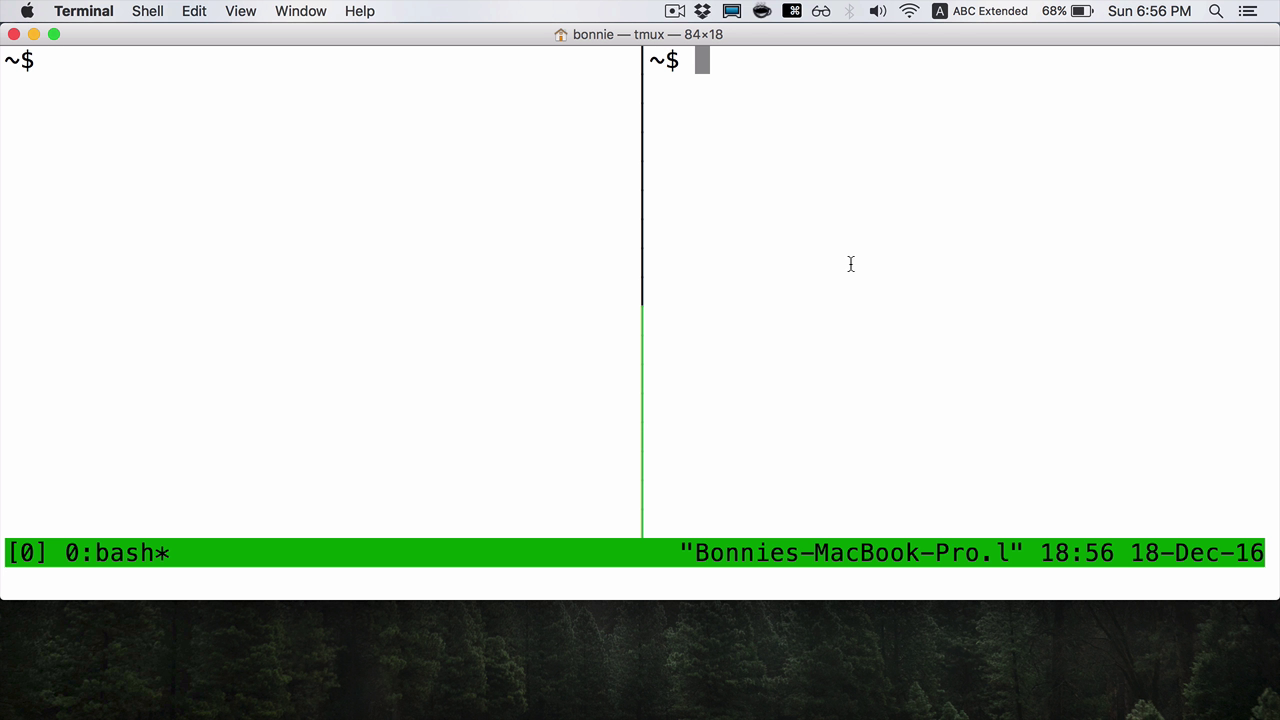 Terminal Shell Edit View Window Help A ABC Extended 68% Sun 6:56 PM
bonnie — tmux — 84×18
~$ ~$
[0] 0:bash* "Bonnies-MacBook-Pro.l" 18:56 18-Dec-16